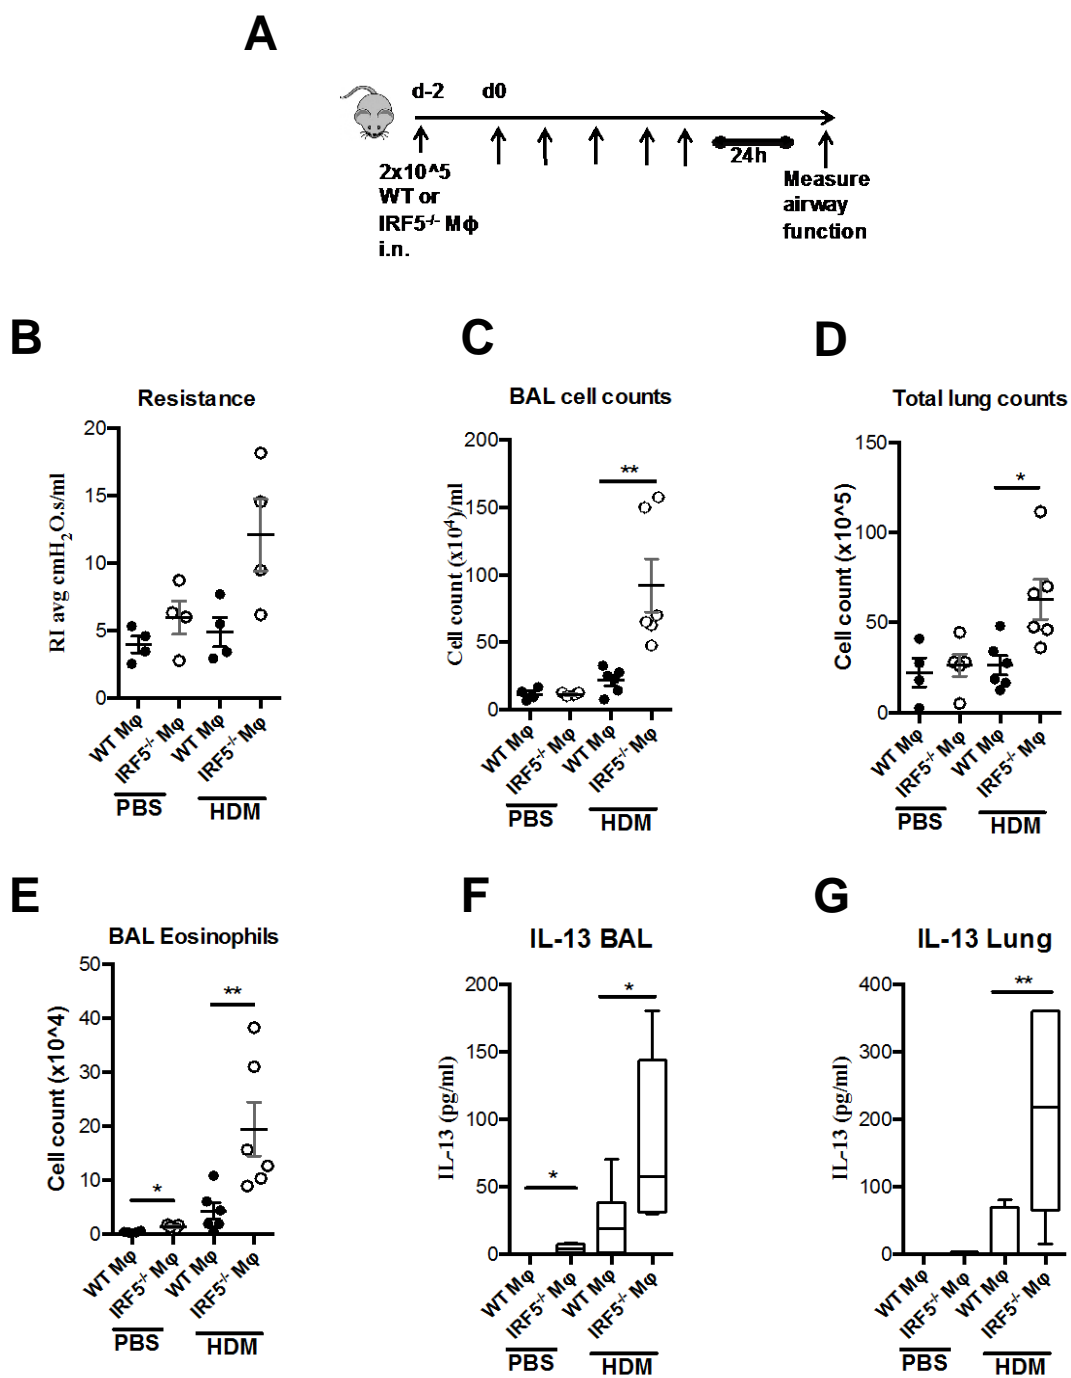 A
d-2 d0
24h
2x10^5
WT or
IRF5-/- Mφ
i.n.
Measure
airway
function
B
Resistance
RI avg cmH2O.s/ml
20
15
10
5
0
WT Mφ
IRF5-/- Mφ
WT Mφ
IRF5-/- Mφ
PBS
HDM
C
BAL cell counts
Cell count (x10^4)/ml
200
150
100
50
0
**
WT Mφ
IRF5-/- Mφ
WT Mφ
IRF5-/- Mφ
PBS
HDM
D
Total lung counts
Cell count (x10^5)
150
100
50
0
*
WT Mφ
IRF5-/- Mφ
WT Mφ
IRF5-/- Mφ
PBS
HDM
E
BAL Eosinophils
Cell count (x10^4)
50
40
30
20
10
0
*
**
WT Mφ
IRF5-/- Mφ
WT Mφ
IRF5-/- Mφ
PBS
HDM
F
IL-13 BAL
IL-13 (pg/ml)
200
150
100
50
0
*
*
WT Mφ
IRF5-/- Mφ
WT Mφ
IRF5-/- Mφ
PBS
HDM
G
IL-13 Lung
IL-13 (pg/ml)
400
300
200
100
0
**
WT Mφ
IRF5-/- Mφ
WT Mφ
IRF5-/- Mφ
PBS
HDM